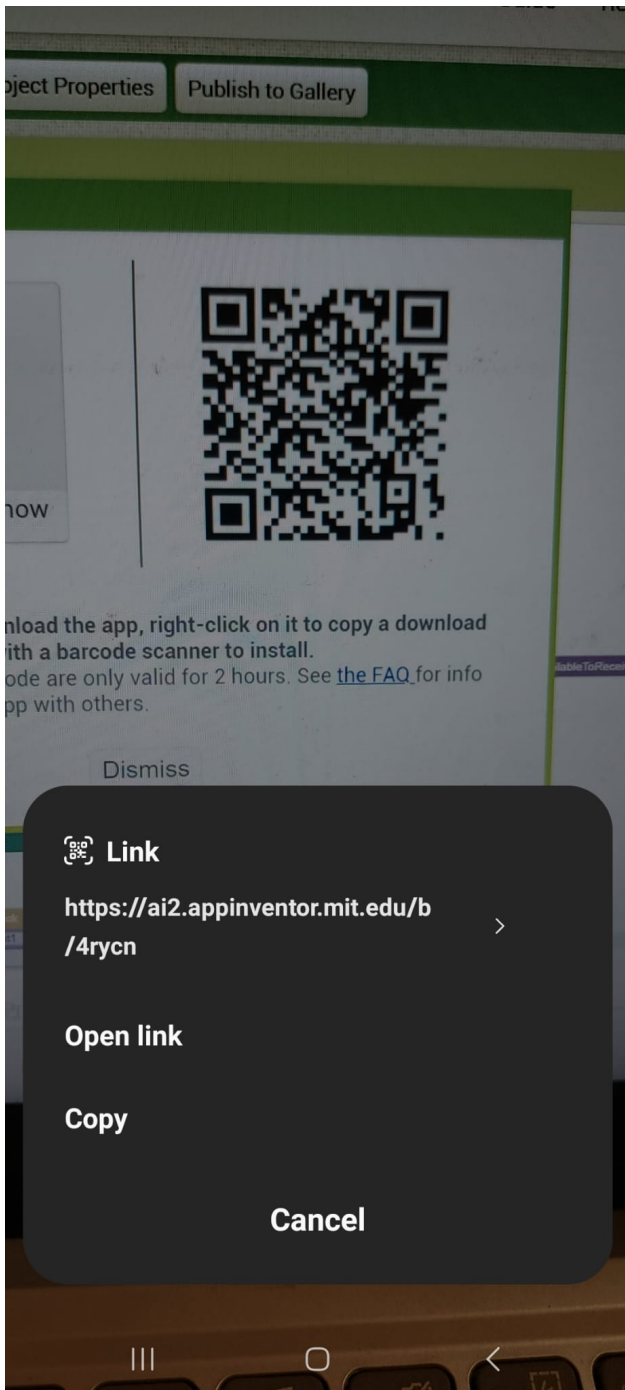 ject Properties
Publish to Gallery
now
nload the app, right-click on it to copy a download
ith a barcode scanner to install.
ode are only valid for 2 hours. See the FAQ for info
pp with others.
lableToRecei
Dismiss
Link
https://ai2.appinventor.mit.edu/b
/4rycn
Open link
Copy
Cancel